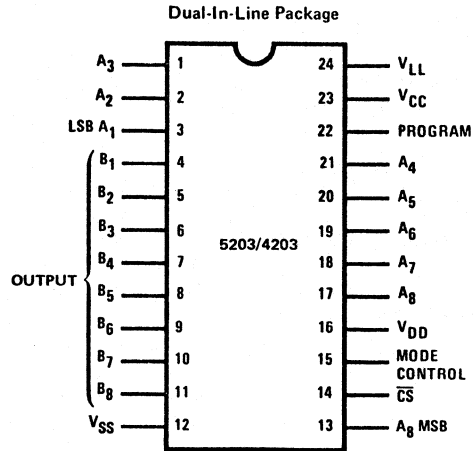 Dual-In-Line Package
A3 1 24 VLL
A2 2 23 VCC
LSB A1 3 22 PROGRAM
B1 4 21 A4
B2 5 20 A5
B3 6 19 A6
5203/4203
B4 7 18 A7
OUTPUT
B5 8 17 A8
B6 9 16 VDD
B7 10 15 MODE
CONTROL
B8 11 14 C̅S̅
VSS 12 13 A8 MSB